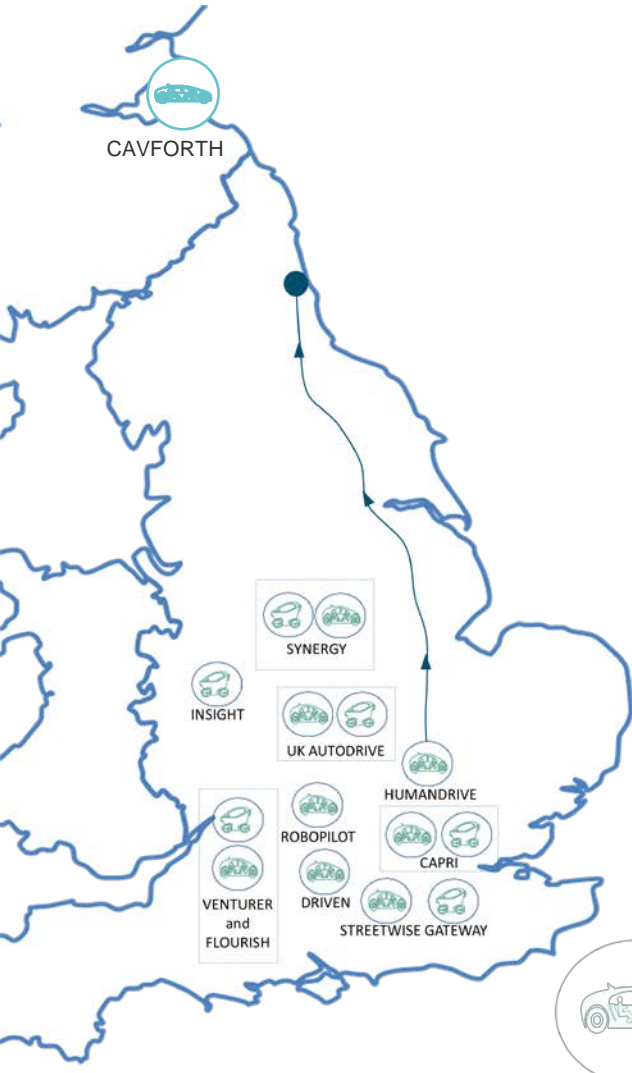 CAVFORTH
SYNERGY
INSIGHT
UK AUTODRIVE
HUMANDRIVE
ROBOPILOT
CAPRI
VENTURER
and
FLOURISH
DRIVEN
STREETWISE GATEWAY